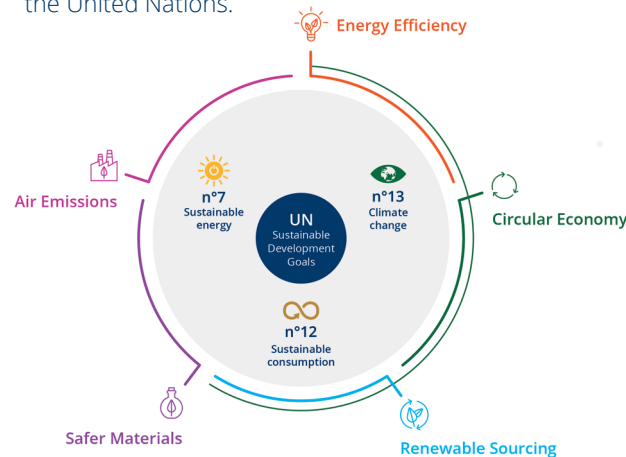 the United Nations.
Energy Efficiency
n°7
Sustainable
energy
n°13
Climate
change
Air Emissions
UN
Sustainable
Development
Goals
Circular Economy
n°12
Sustainable
consumption
Safer Materials
Renewable Sourcing